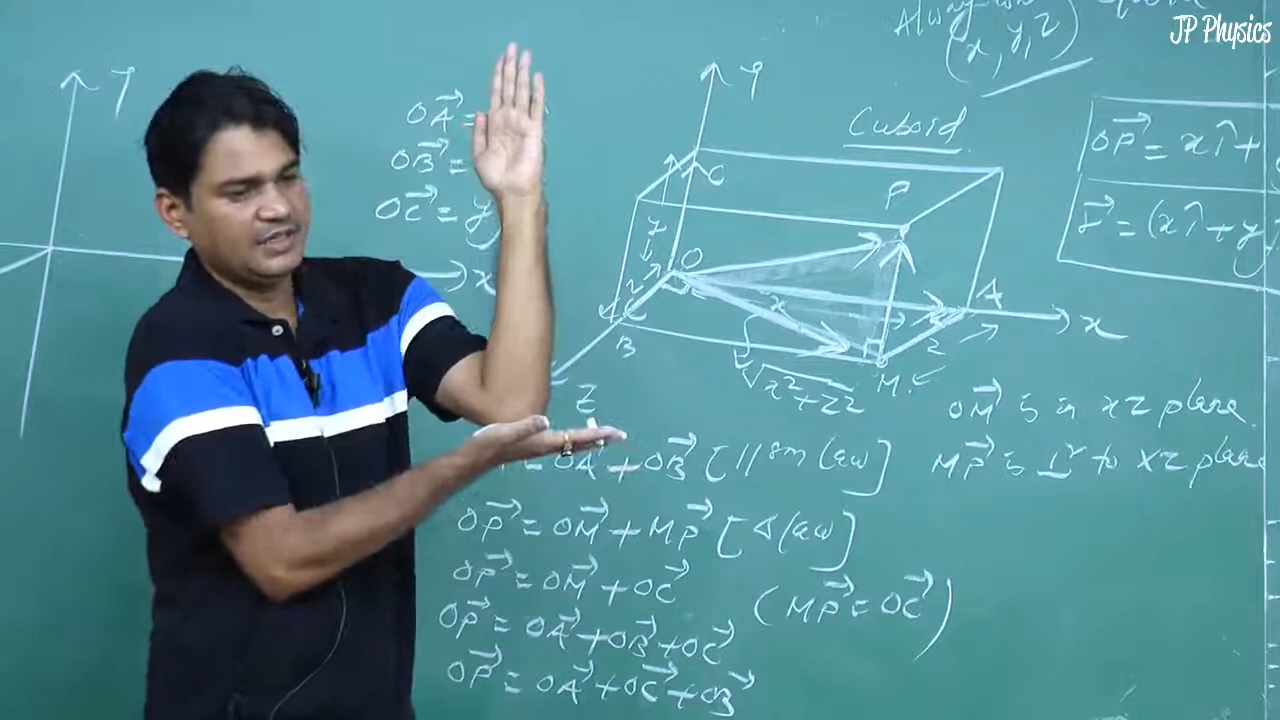 JP Physics
Always
(x, y, z)
Y
Y
Cuboid
OA⃗ =
OB⃗ =
OC⃗ = y
OP⃗ = xî +
r⃗ = (xî + yĵ
C
P
y
O
z
x
A
x
x
B
z
M
Z
√x²+z²
OM⃗ is in xz plane
MP⃗ is ⊥r to xz plane
= OA⃗ + OB⃗ [||gm law]
OP⃗ = OM⃗ + MP⃗ [Δ law]
OP⃗ = OM⃗ + OC⃗
(MP⃗ = OC⃗)
OP⃗ = OA⃗ + OB⃗ + OC⃗
OP⃗ = OA⃗ + OC⃗ + OB⃗